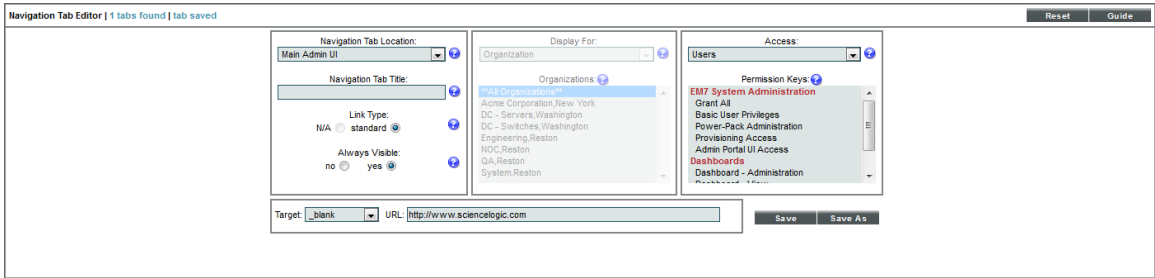 Navigation Tab Editor | 1 tabs found | tab saved
Reset
Guide
Navigation Tab Location:
Main Admin UI
Navigation Tab Title:
Link Type:
N/A standard
Always Visible:
no yes
Display For:
Organization
Organizations:
**All Organizations**
Acme Corporation,New York
DC - Servers,Washington
DC - Switches,Washington
Engineering,Reston
NOC,Reston
QA,Reston
System,Reston
Access:
Users
Permission Keys:
EM7 System Administration
Grant All
Basic User Privileges
Power-Pack Administration
Provisioning Access
Admin Portal UI Access
Dashboards
Dashboard - Administration
Dashboard - View
Target: _blank URL: http://www.sciencelogic.com
Save
Save As